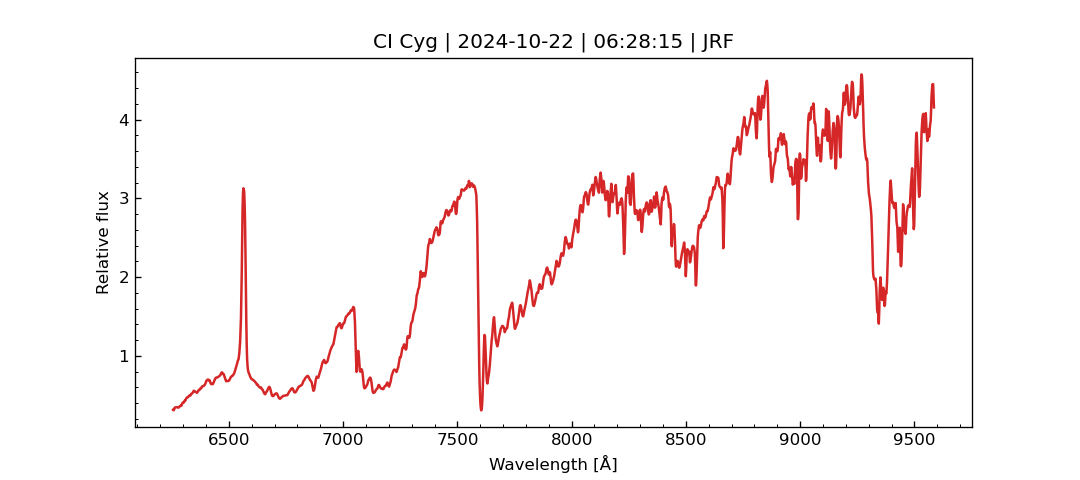 CI Cyg | 2024-10-22 | 06:28:15 | JRF
Relative flux
4
3
2
1
6500 7000 7500 8000 8500 9000 9500
Wavelength [Å]